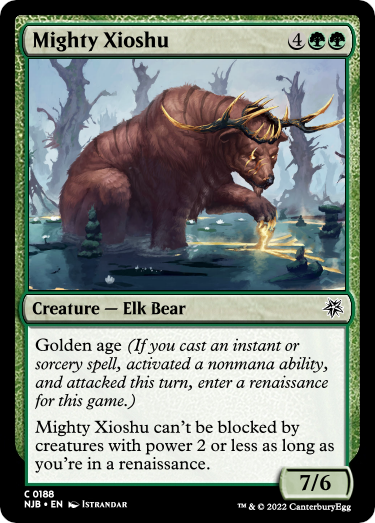 Mighty Xioshu 4
Creature — Elk Bear
Golden age (If you cast an instant or
sorcery spell, activated a nonmana ability,
and attacked this turn, enter a renaissance
for this game.)
Mighty Xioshu can't be blocked by
creatures with power 2 or less as long as
you're in a renaissance.
7/6
C 0188
NJB • EN ISTRANDAR
™ & © 2022 CanterburyEgg